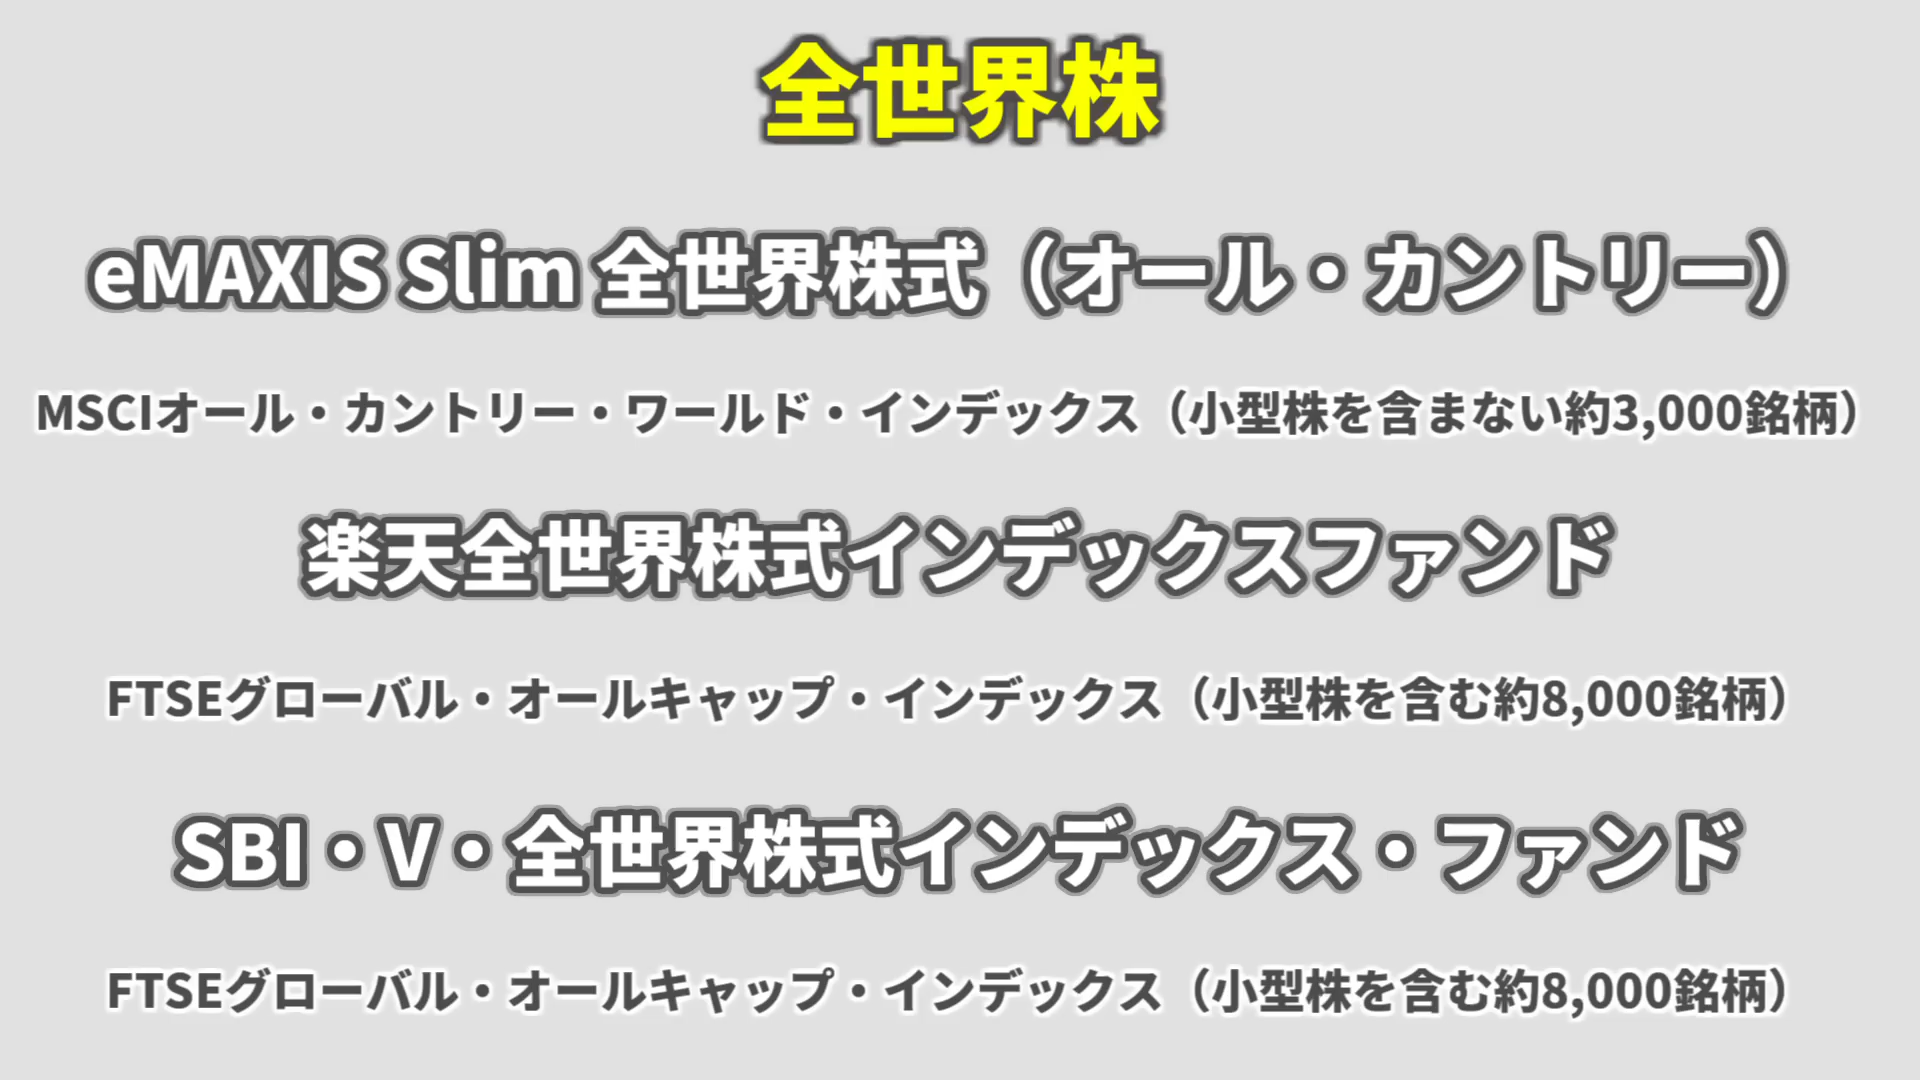 全世界株
eMAXIS Slim 全世界株式（オール・カントリー）
MSCIオール・カントリー・ワールド・インデックス（小型株を含まない約3,000銘柄）
楽天全世界株式インデックスファンド
FTSEグローバル・オールキャップ・インデックス（小型株を含む約8,000銘柄）
SBI・V・全世界株式インデックス・ファンド
FTSEグローバル・オールキャップ・インデックス（小型株を含む約8,000銘柄）